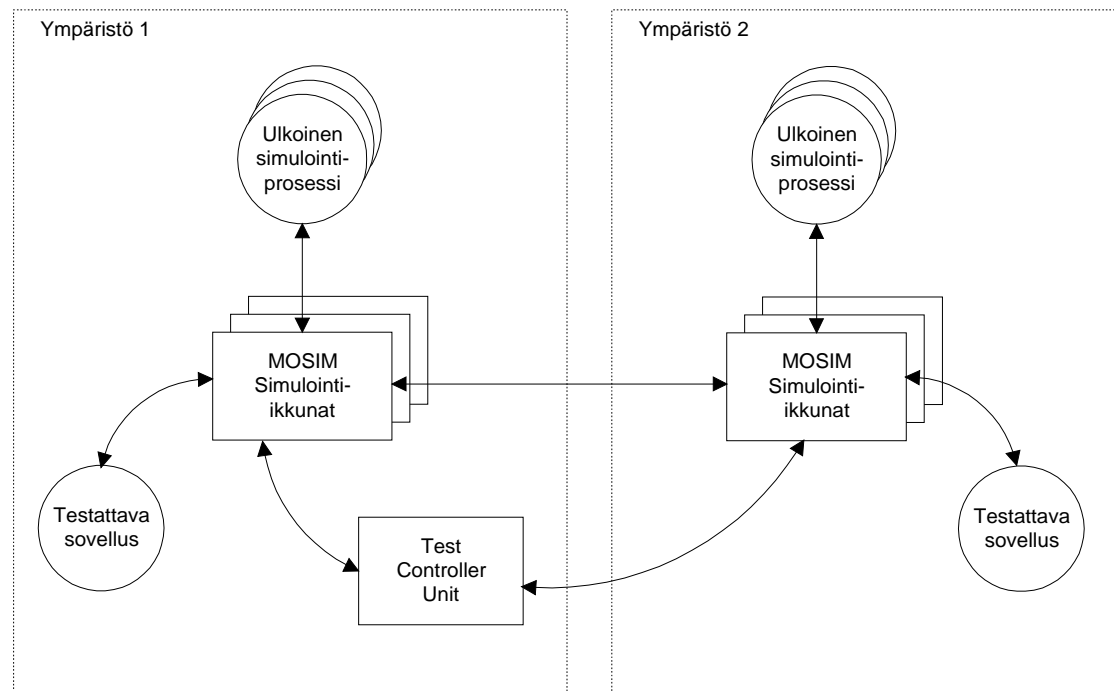 Ympäristö 1
Ympäristö 2
Ulkoinen
simulointi-
prosessi
Ulkoinen
simulointi-
prosessi
MOSIM
Simulointi-
ikkunat
MOSIM
Simulointi-
ikkunat
Testattava
sovellus
Test
Controller
Unit
Testattava
sovellus